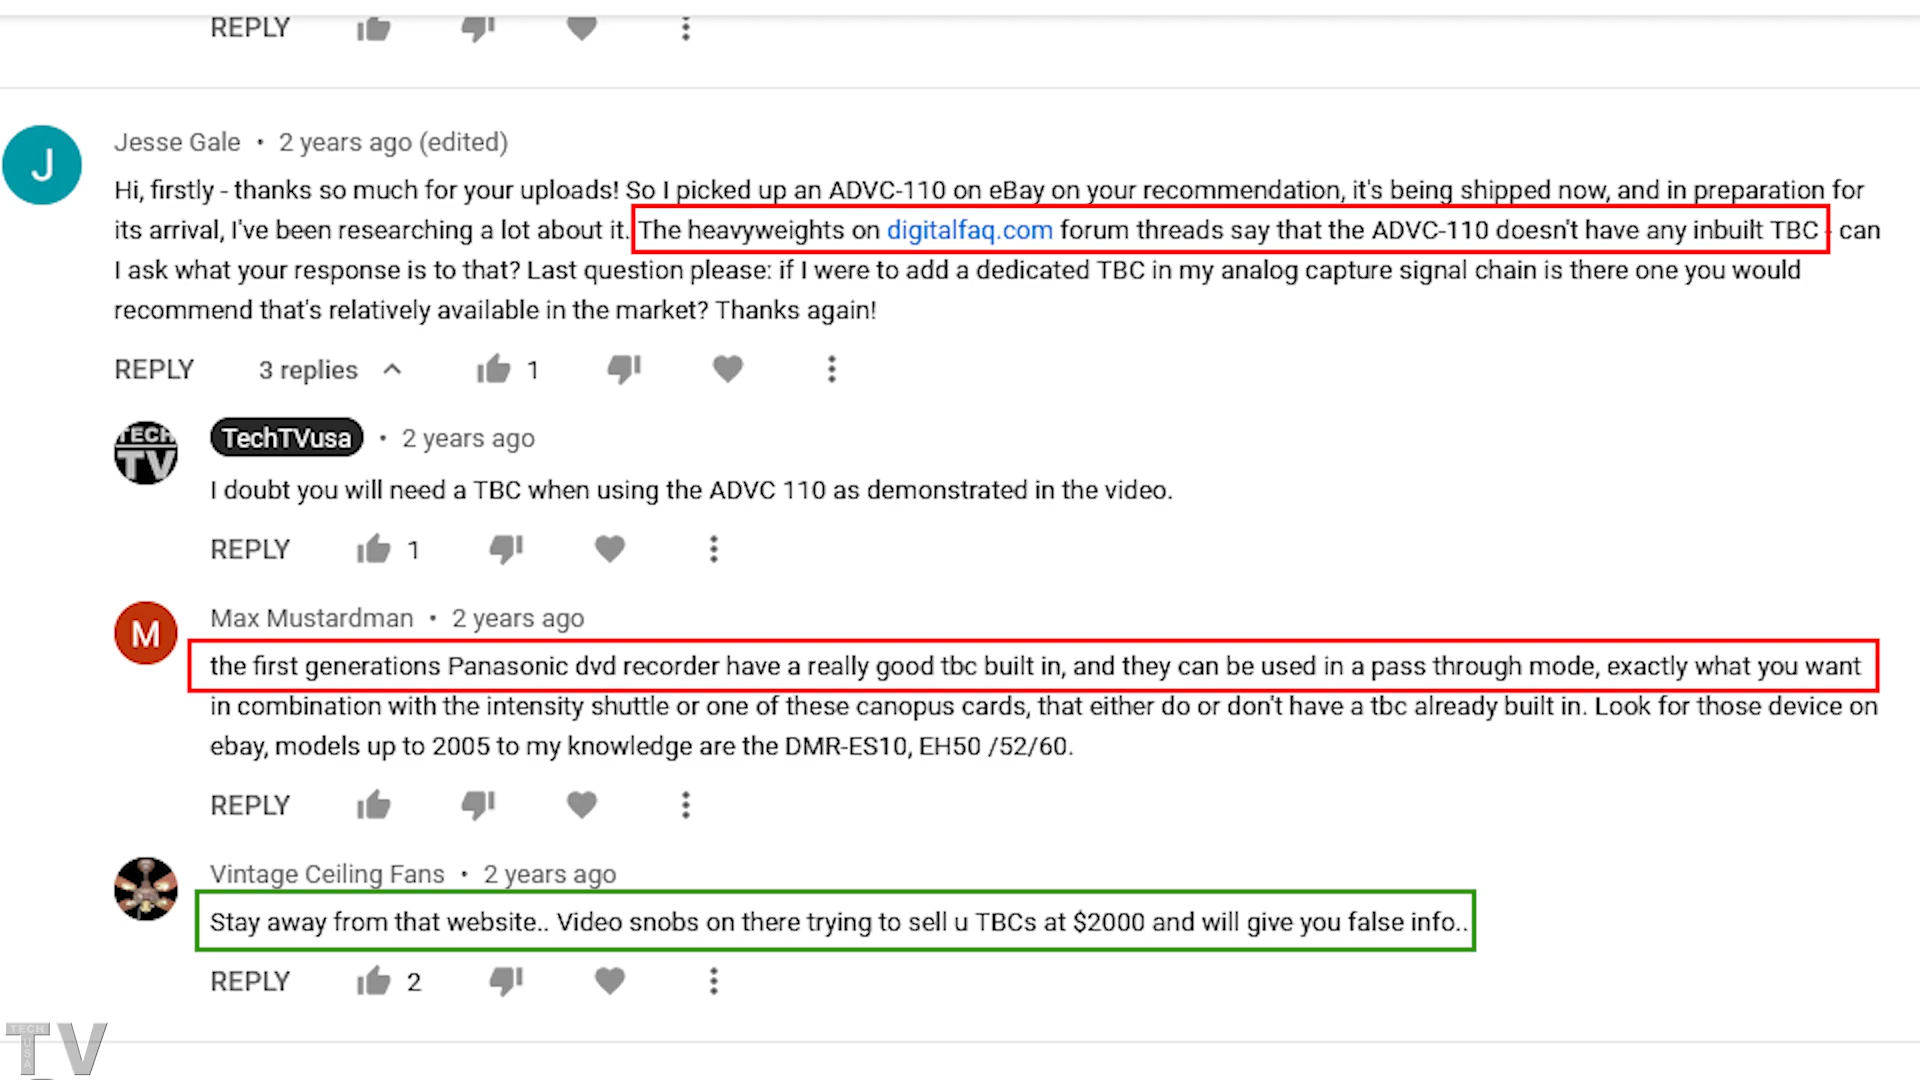 REPLY
J
Jesse Gale • 2 years ago (edited)
Hi, firstly - thanks so much for your uploads! So I picked up an ADVC-110 on eBay on your recommendation, it's being shipped now, and in preparation for
its arrival, I've been researching a lot about it. The heavyweights on digitalfaq.com forum threads say that the ADVC-110 doesn't have any inbuilt TBC - can
I ask what your response is to that? Last question please: if I were to add a dedicated TBC in my analog capture signal chain is there one you would
recommend that's relatively available in the market? Thanks again!
REPLY 3 replies 1
TECH
TV
TechTVusa • 2 years ago
I doubt you will need a TBC when using the ADVC 110 as demonstrated in the video.
REPLY 1
M
Max Mustardman • 2 years ago
the first generations Panasonic dvd recorder have a really good tbc built in, and they can be used in a pass through mode, exactly what you want
in combination with the intensity shuttle or one of these canopus cards, that either do or don't have a tbc already built in. Look for those device on
ebay, models up to 2005 to my knowledge are the DMR-ES10, EH50 /52/60.
REPLY
Vintage Ceiling Fans • 2 years ago
Stay away from that website.. Video snobs on there trying to sell u TBCs at $2000 and will give you false info..
REPLY 2
TECH
USA
TV